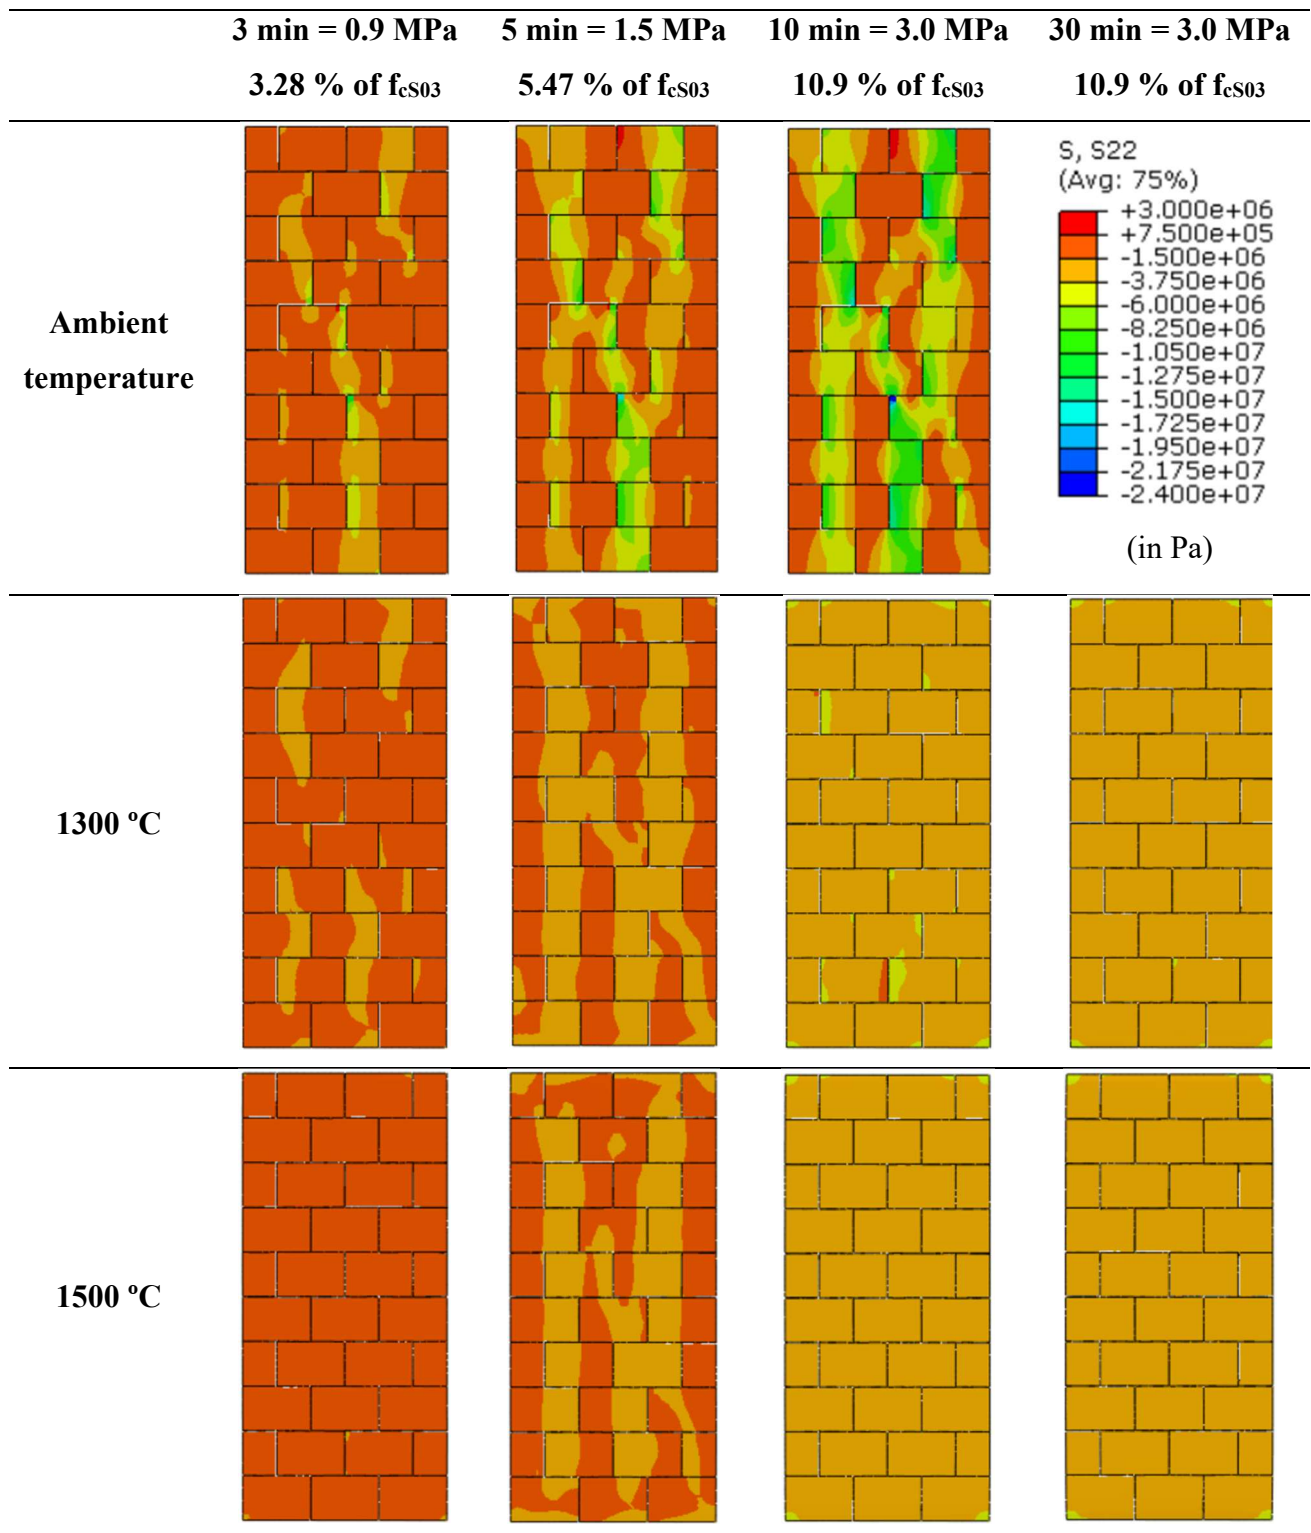 3 min = 0.9 MPa 5 min = 1.5 MPa 10 min = 3.0 MPa 30 min = 3.0 MPa
3.28 % of fcS03 5.47 % of fcS03 10.9 % of fcS03 10.9 % of fcS03
Ambient
temperature
S, S22
(Avg: 75%)
+3.000e+06
+7.500e+05
-1.500e+06
-3.750e+06
-6.000e+06
-8.250e+06
-1.050e+07
-1.275e+07
-1.500e+07
-1.725e+07
-1.950e+07
-2.175e+07
-2.400e+07
(in Pa)
1300 ºC
1500 ºC